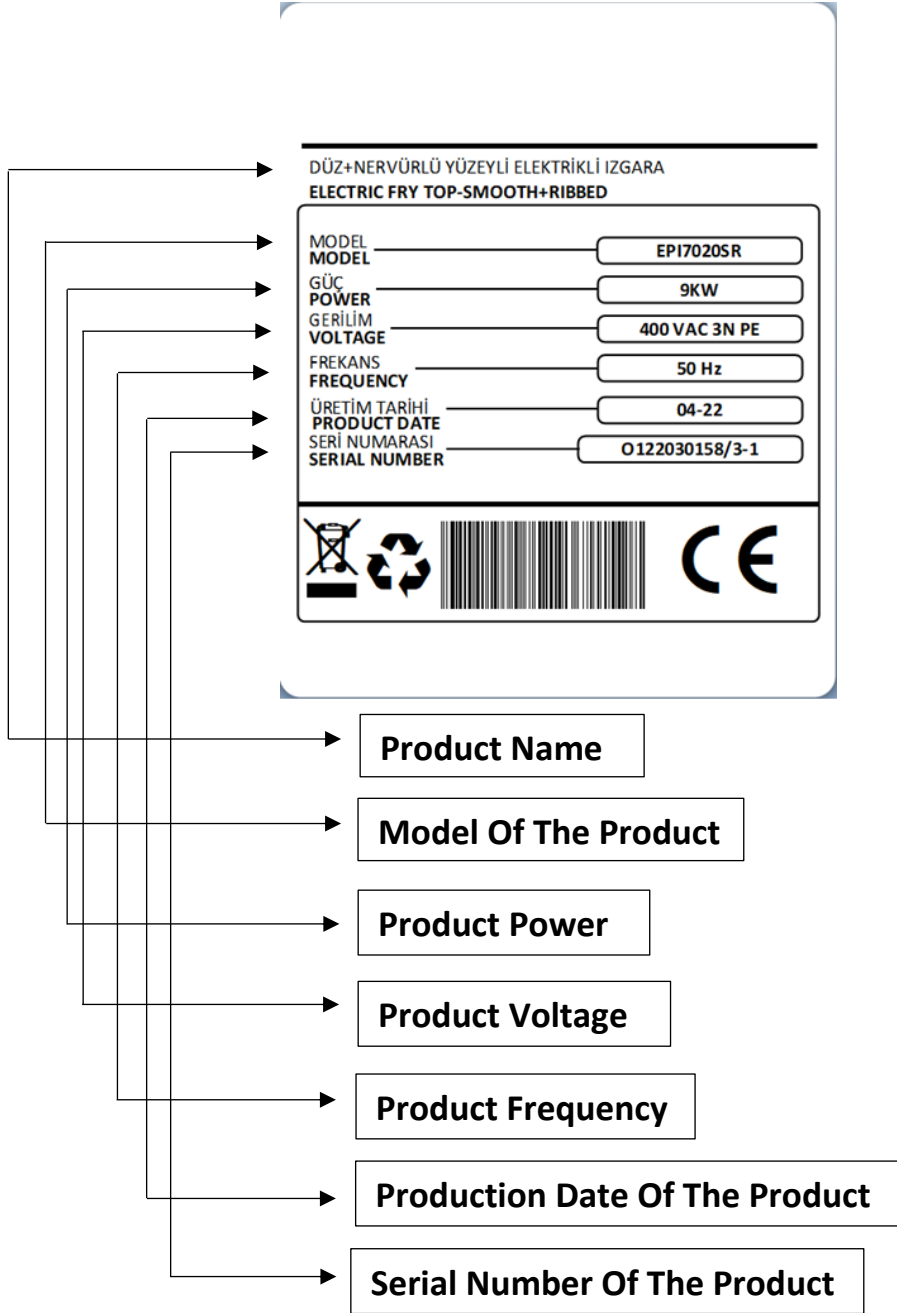 DÜZ+NERVÜRLÜ YÜZEYLİ ELEKTRİKLİ IZGARA
ELECTRIC FRY TOP-SMOOTH+RIBBED
MODEL
MODEL
EPI7020SR
GÜÇ
POWER
9KW
GERİLİM
VOLTAGE
400 VAC 3N PE
FREKANS
FREQUENCY
50 Hz
ÜRETİM TARİHİ
PRODUCT DATE
04-22
SERİ NUMARASI
SERIAL NUMBER
O122030158/3-1
CE
Product Name
Model Of The Product
Product Power
Product Voltage
Product Frequency
Production Date Of The Product
Serial Number Of The Product